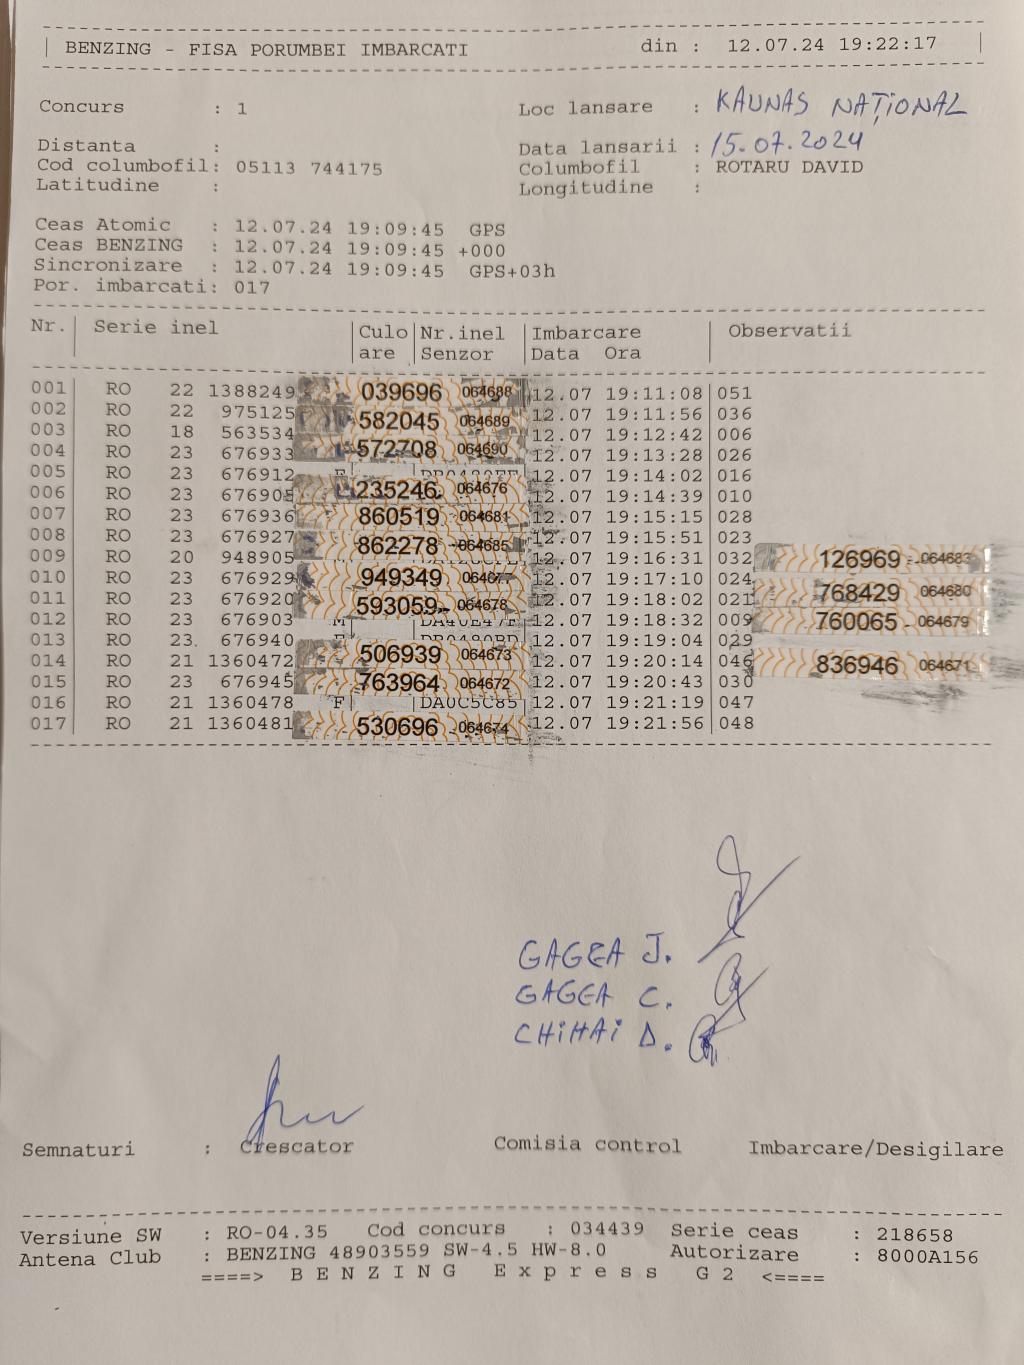 BENZING - FISA PORUMBEI IMBARCATI din : 12.07.24 19:22:17
Concurs : 1 Loc lansare : KAUNAS NAȚIONAL
Distanta : Data lansarii : 15.07.2024
Cod columbofil: 05113 744175 Columbofil : ROTARU DAVID
Latitudine : Longitudine :
Ceas Atomic : 12.07.24 19:09:45 GPS
Ceas BENZING : 12.07.24 19:09:45 +000
Sincronizare : 12.07.24 19:09:45 GPS+03h
Por. imbarcati: 017
Nr. Serie inel Culo Nr.inel Imbarcare Observatii
are Senzor Data Ora
001 RO 22 1388249 039696 064688 12.07 19:11:08 051
002 RO 22 975125 582045 064689 12.07 19:11:56 036
003 RO 18 563534 12.07 19:12:42 006
004 RO 23 676933 572708 064690 12.07 19:13:28 026
005 RO 23 676912 12.07 19:14:02 016
006 RO 23 676905 235246 064676 12.07 19:14:39 010
007 RO 23 676936 860519 064681 12.07 19:15:15 028
008 RO 23 676927 862278 064685 12.07 19:15:51 023
009 RO 20 948905 12.07 19:16:31 032 126969 064683
010 RO 23 676929 949349 064677 12.07 19:17:10 024
011 RO 23 676920 593059 064678 12.07 19:18:02 021 768429 064680
012 RO 23 676903 M 12.07 19:18:32 009 760065 064679
013 RO 23 676940 12.07 19:19:04 029
014 RO 21 1360472 506939 064673 12.07 19:20:14 046 836946 064671
015 RO 23 676945 763964 064672 12.07 19:20:43 030
016 RO 21 1360478 F DA0C5C85 12.07 19:21:19 047
017 RO 21 1360481 530696 064674 12.07 19:21:56 048
GAGEA J.
GAGEA C.
CHIHAI D.
Semnaturi : Crescator Comisia control Imbarcare/Desigilare
Versiune SW : RO-04.35 Cod concurs : 034439 Serie ceas : 218658
Antena Club : BENZING 48903559 SW-4.5 HW-8.0 Autorizare : 8000A156
====> B E N Z I N G E x p r e s s G 2 <====